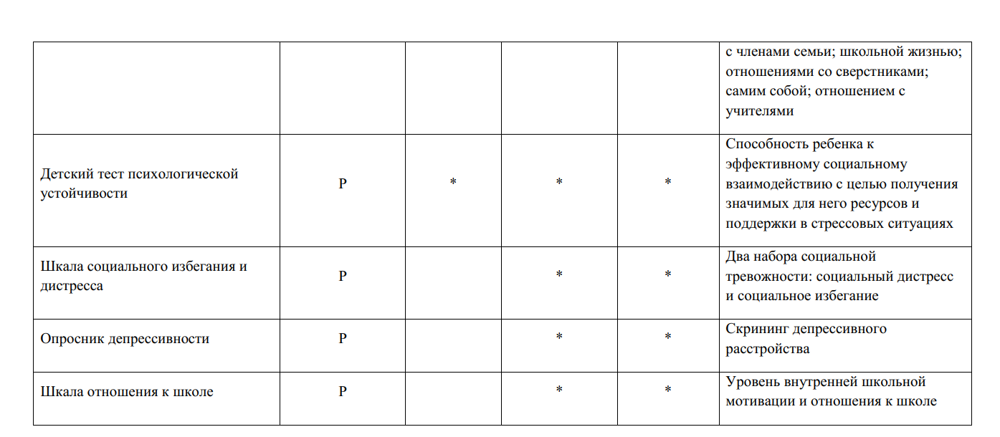 с членами семьи; школьной жизнью;
отношениями со сверстниками;
самим собой; отношением с
учителями
Детский тест психологической
устойчивости
Р
*
*
*
Способность ребенка к
эффективному социальному
взаимодействию с целью получения
значимых для него ресурсов и
поддержки в стрессовых ситуациях
Шкала социального избегания и
дистресса
Р
*
*
Два набора социальной
тревожности: социальный дистресс
и социальное избегание
Опросник депрессивности
Р
*
*
Скрининг депрессивного
расстройства
Шкала отношения к школе
Р
*
*
Уровень внутренней школьной
мотивации и отношения к школе